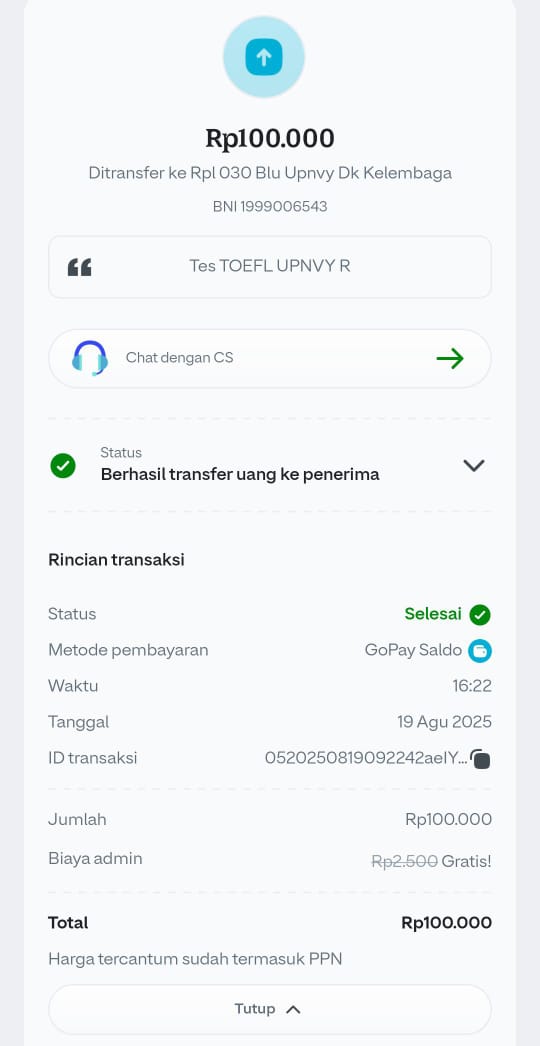 Rp100.000
Ditransfer ke Rpl 030 Blu Upnvy Dk Kelembaga
BNI 1999006543
Tes TOEFL UPNVY R
Chat dengan CS
Status
Berhasil transfer uang ke penerima
Rincian transaksi
Status Selesai
Metode pembayaran GoPay Saldo
Waktu 16:22
Tanggal 19 Agu 2025
ID transaksi 0520250819092242aeIY...
Jumlah Rp100.000
Biaya admin Rp2.500 Gratis!
Total Rp100.000
Harga tercantum sudah termasuk PPN
Tutup